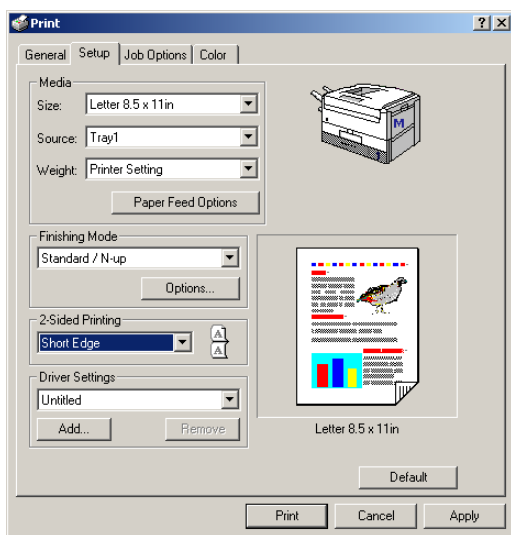 Print
General Setup Job Options Color
Media
Size: Letter 8.5 x 11in
Source: Tray1
Weight: Printer Setting
Paper Feed Options
M
Finishing Mode
Standard / N-up
Options...
2-Sided Printing
Short Edge
A
A
Driver Settings
Untitled
Add... Remove
Letter 8.5 x 11in
Default
Print Cancel Apply